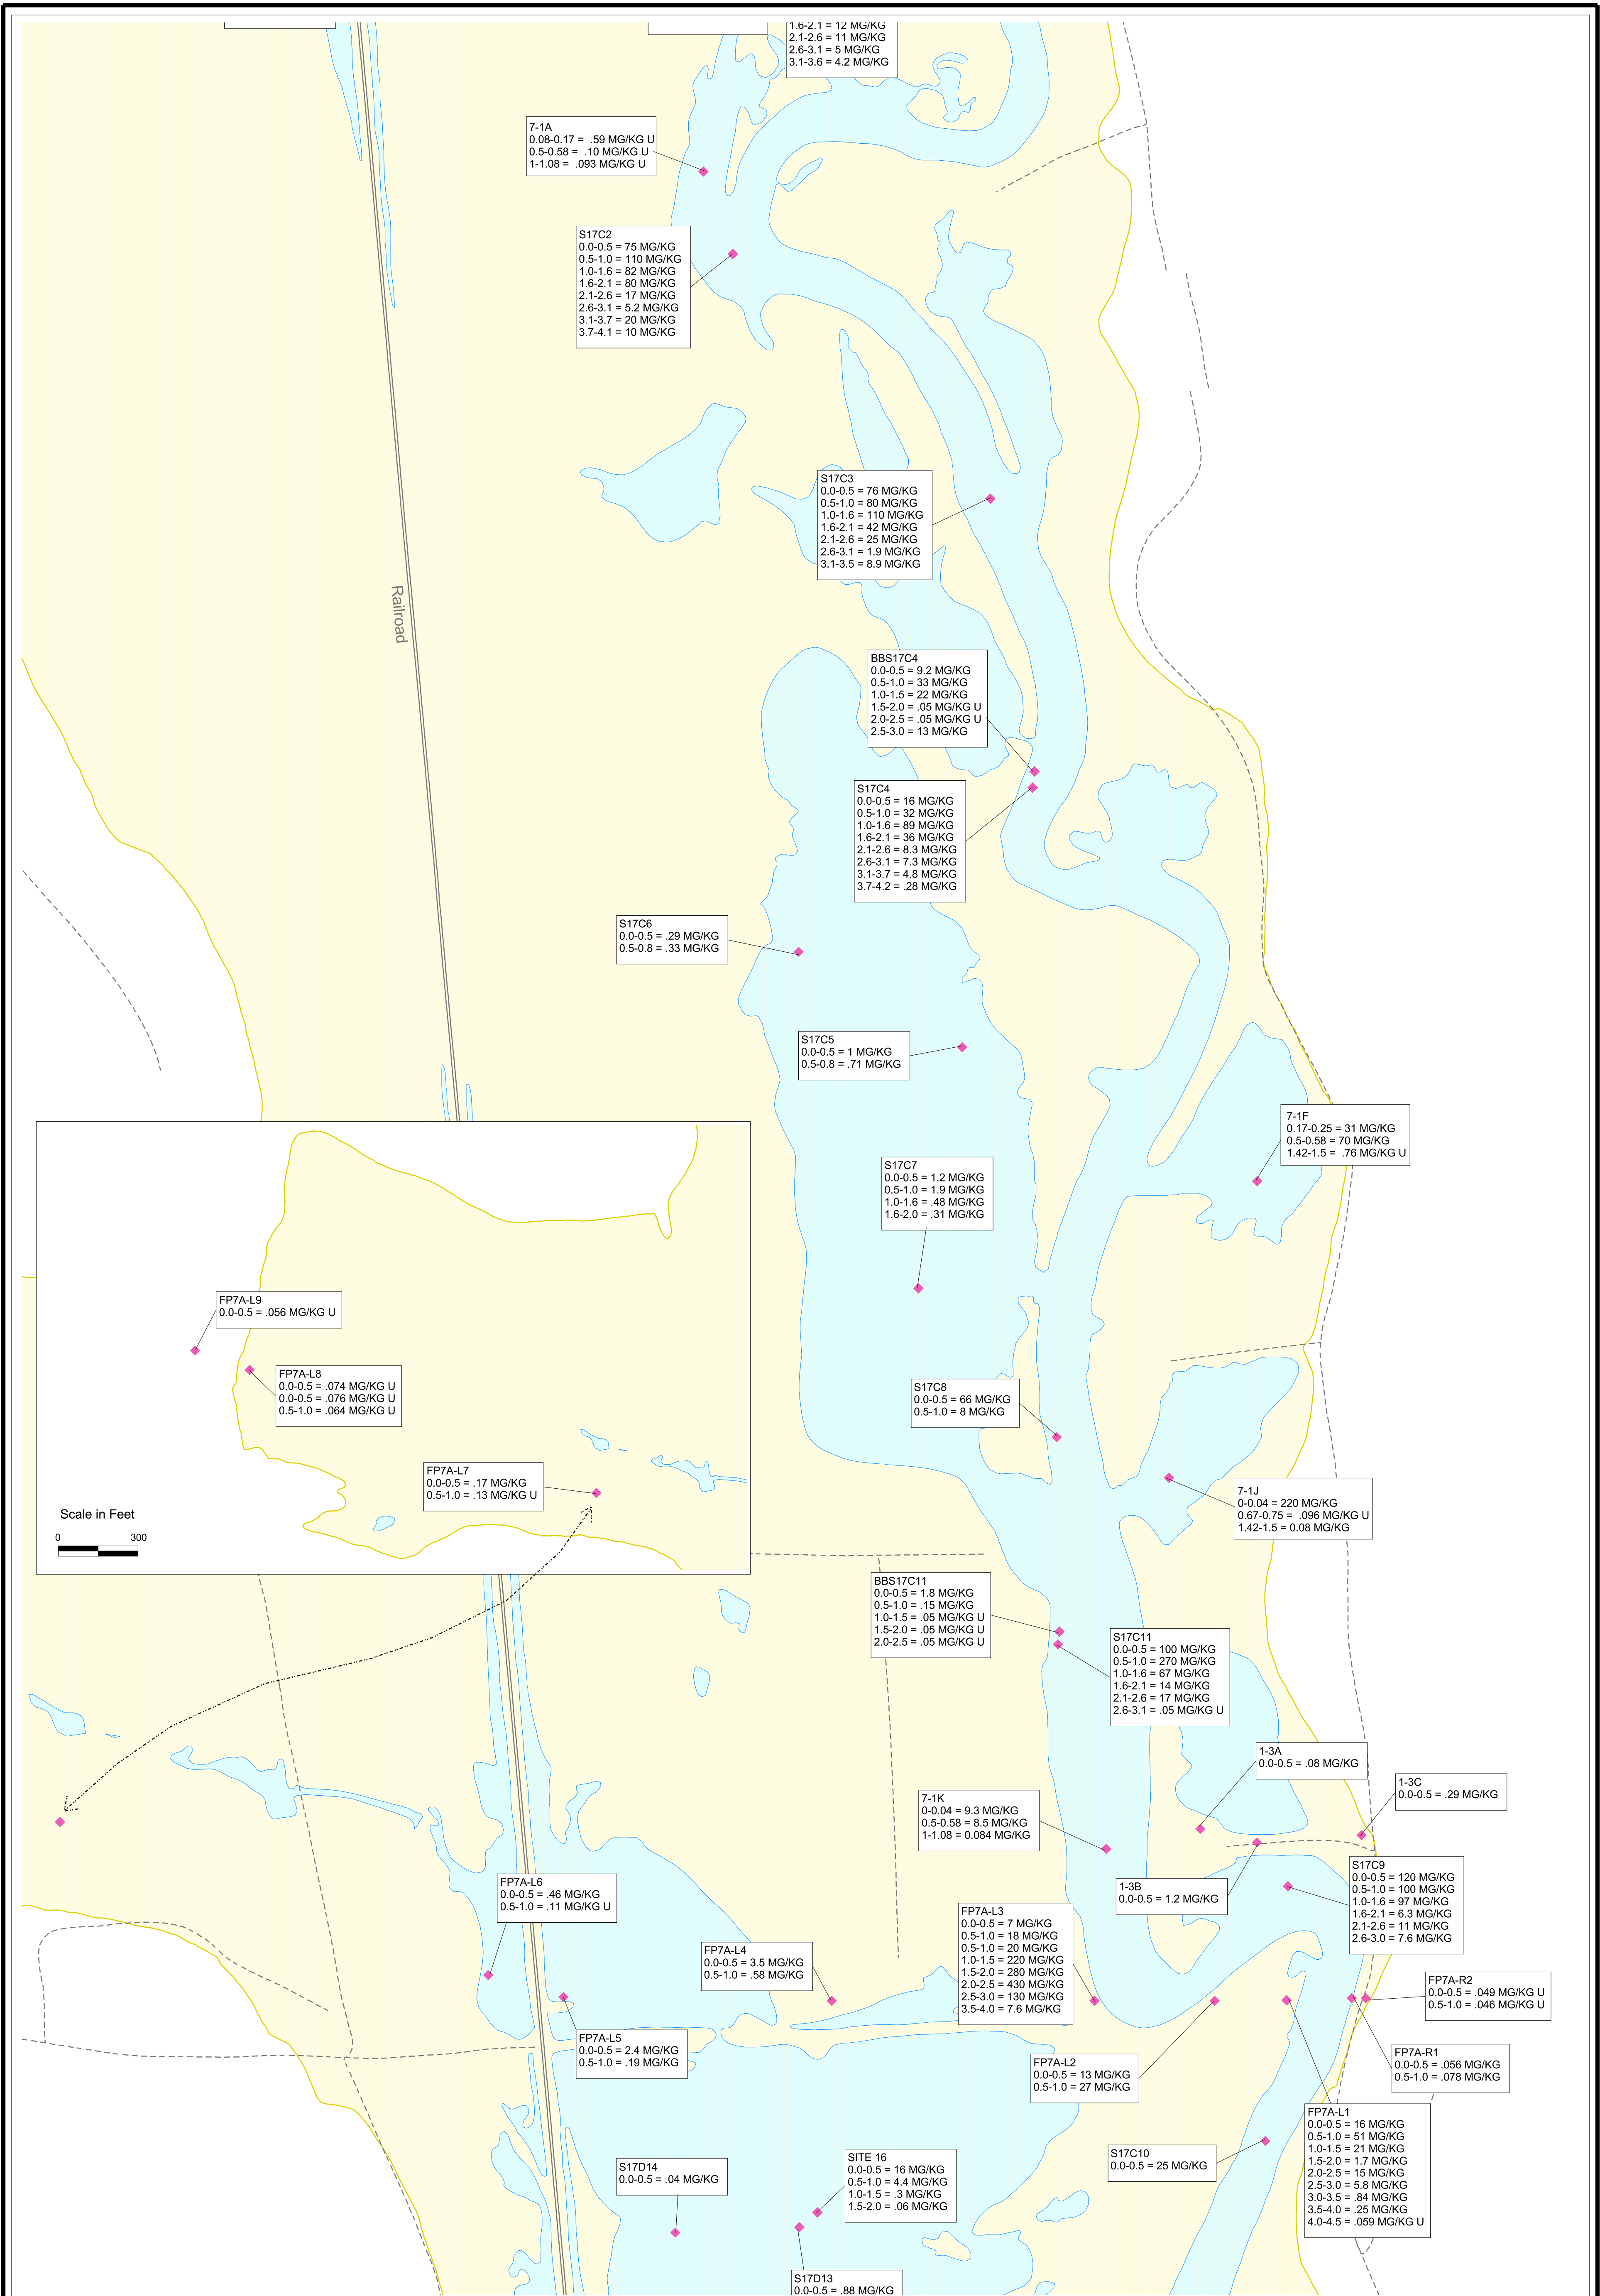 1.6-2.1 = 12 MG/KG
2.1-2.6 = 11 MG/KG
2.6-3.1 = 5 MG/KG
3.1-3.6 = 4.2 MG/KG
7-1A
0.08-0.17 = .59 MG/KG U
0.5-0.58 = .10 MG/KG U
1-1.08 = .093 MG/KG U
S17C2
0.0-0.5 = 75 MG/KG
0.5-1.0 = 110 MG/KG
1.0-1.6 = 82 MG/KG
1.6-2.1 = 80 MG/KG
2.1-2.6 = 17 MG/KG
2.6-3.1 = 5.2 MG/KG
3.1-3.7 = 20 MG/KG
3.7-4.1 = 10 MG/KG
S17C3
0.0-0.5 = 76 MG/KG
0.5-1.0 = 80 MG/KG
1.0-1.6 = 110 MG/KG
1.6-2.1 = 42 MG/KG
2.1-2.6 = 25 MG/KG
2.6-3.1 = 1.9 MG/KG
3.1-3.5 = 8.9 MG/KG
Railroad
BBS17C4
0.0-0.5 = 9.2 MG/KG
0.5-1.0 = 33 MG/KG
1.0-1.5 = 22 MG/KG
1.5-2.0 = .05 MG/KG U
2.0-2.5 = .05 MG/KG U
2.5-3.0 = 13 MG/KG
S17C4
0.0-0.5 = 16 MG/KG
0.5-1.0 = 32 MG/KG
1.0-1.6 = 89 MG/KG
1.6-2.1 = 36 MG/KG
2.1-2.6 = 8.3 MG/KG
2.6-3.1 = 7.3 MG/KG
3.1-3.7 = 4.8 MG/KG
3.7-4.2 = .28 MG/KG
S17C6
0.0-0.5 = .29 MG/KG
0.5-0.8 = .33 MG/KG
S17C5
0.0-0.5 = 1 MG/KG
0.5-0.8 = .71 MG/KG
7-1F
0.17-0.25 = 31 MG/KG
0.5-0.58 = 70 MG/KG
1.42-1.5 = .76 MG/KG U
S17C7
0.0-0.5 = 1.2 MG/KG
0.5-1.0 = 1.9 MG/KG
1.0-1.6 = .48 MG/KG
1.6-2.0 = .31 MG/KG
FP7A-L9
0.0-0.5 = .056 MG/KG U
FP7A-L8
0.0-0.5 = .074 MG/KG U
0.0-0.5 = .076 MG/KG U
0.5-1.0 = .064 MG/KG U
S17C8
0.0-0.5 = 66 MG/KG
0.5-1.0 = 8 MG/KG
FP7A-L7
0.0-0.5 = .17 MG/KG
0.5-1.0 = .13 MG/KG U
7-1J
0-0.04 = 220 MG/KG
0.67-0.75 = .096 MG/KG U
1.42-1.5 = 0.08 MG/KG
Scale in Feet
0 300
BBS17C11
0.0-0.5 = 1.8 MG/KG
0.5-1.0 = .15 MG/KG
1.0-1.5 = .05 MG/KG U
1.5-2.0 = .05 MG/KG U
2.0-2.5 = .05 MG/KG U
S17C11
0.0-0.5 = 100 MG/KG
0.5-1.0 = 270 MG/KG
1.0-1.6 = 67 MG/KG
1.6-2.1 = 14 MG/KG
2.1-2.6 = 17 MG/KG
2.6-3.1 = .05 MG/KG U
1-3A
0.0-0.5 = .08 MG/KG
1-3C
0.0-0.5 = .29 MG/KG
7-1K
0-0.04 = 9.3 MG/KG
0.5-0.58 = 8.5 MG/KG
1-1.08 = 0.084 MG/KG
S17C9
0.0-0.5 = 120 MG/KG
0.5-1.0 = 100 MG/KG
1.0-1.6 = 97 MG/KG
1.6-2.1 = 6.3 MG/KG
2.1-2.6 = 11 MG/KG
2.6-3.0 = 7.6 MG/KG
1-3B
0.0-0.5 = 1.2 MG/KG
FP7A-L6
0.0-0.5 = .46 MG/KG
0.5-1.0 = .11 MG/KG U
FP7A-L3
0.0-0.5 = 7 MG/KG
0.5-1.0 = 18 MG/KG
0.5-1.0 = 20 MG/KG
1.0-1.5 = 220 MG/KG
1.5-2.0 = 280 MG/KG
2.0-2.5 = 430 MG/KG
2.5-3.0 = 130 MG/KG
3.5-4.0 = 7.6 MG/KG
FP7A-L4
0.0-0.5 = 3.5 MG/KG
0.5-1.0 = .58 MG/KG
FP7A-R2
0.0-0.5 = .049 MG/KG U
0.5-1.0 = .046 MG/KG U
FP7A-L5
0.0-0.5 = 2.4 MG/KG
0.5-1.0 = .19 MG/KG
FP7A-R1
0.0-0.5 = .056 MG/KG
0.5-1.0 = .078 MG/KG
FP7A-L2
0.0-0.5 = 13 MG/KG
0.5-1.0 = 27 MG/KG
FP7A-L1
0.0-0.5 = 16 MG/KG
0.5-1.0 = 51 MG/KG
1.0-1.5 = 21 MG/KG
1.5-2.0 = 1.7 MG/KG
2.0-2.5 = 15 MG/KG
2.5-3.0 = 5.8 MG/KG
3.0-3.5 = .84 MG/KG
3.5-4.0 = .25 MG/KG
4.0-4.5 = .059 MG/KG U
S17C10
0.0-0.5 = 25 MG/KG
SITE 16
0.0-0.5 = 16 MG/KG
0.5-1.0 = 4.4 MG/KG
1.0-1.5 = .3 MG/KG
1.5-2.0 = .06 MG/KG
S17D14
0.0-0.5 = .04 MG/KG
S17D13
0.0-0.5 = .88 MG/KG